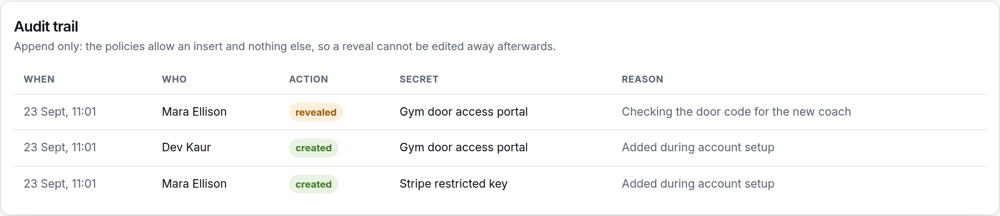 Audit trail
Append only: the policies allow an insert and nothing else, so a reveal cannot be edited away afterwards.
WHEN WHO ACTION SECRET REASON
23 Sept, 11:01 Mara Ellison revealed Gym door access portal Checking the door code for the new coach
23 Sept, 11:01 Dev Kaur created Gym door access portal Added during account setup
23 Sept, 11:01 Mara Ellison created Stripe restricted key Added during account setup